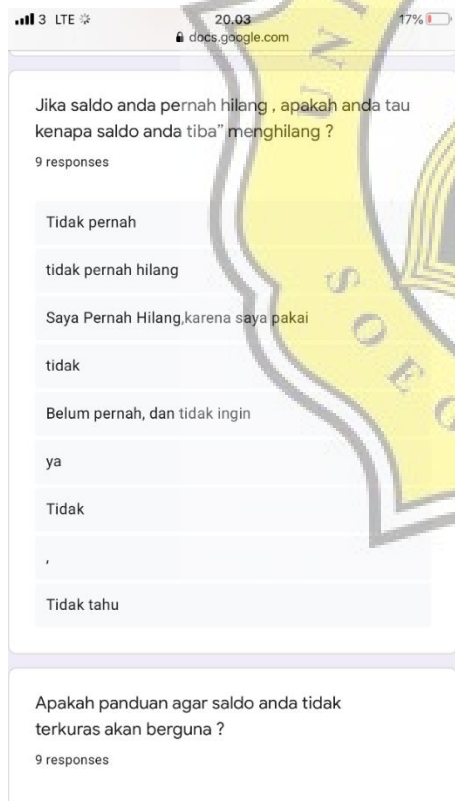 3 LTE
20.03
17%
docs.google.com
Jika saldo anda pernah hilang , apakah anda tau
kenapa saldo anda tiba" menghilang ?
9 responses
Tidak pernah
tidak pernah hilang
Saya Pernah Hilang,karena saya pakai
tidak
Belum pernah, dan tidak ingin
ya
Tidak
,
Tidak tahu
Apakah panduan agar saldo anda tidak
terkuras akan berguna ?
9 responses
UNI
SOEG